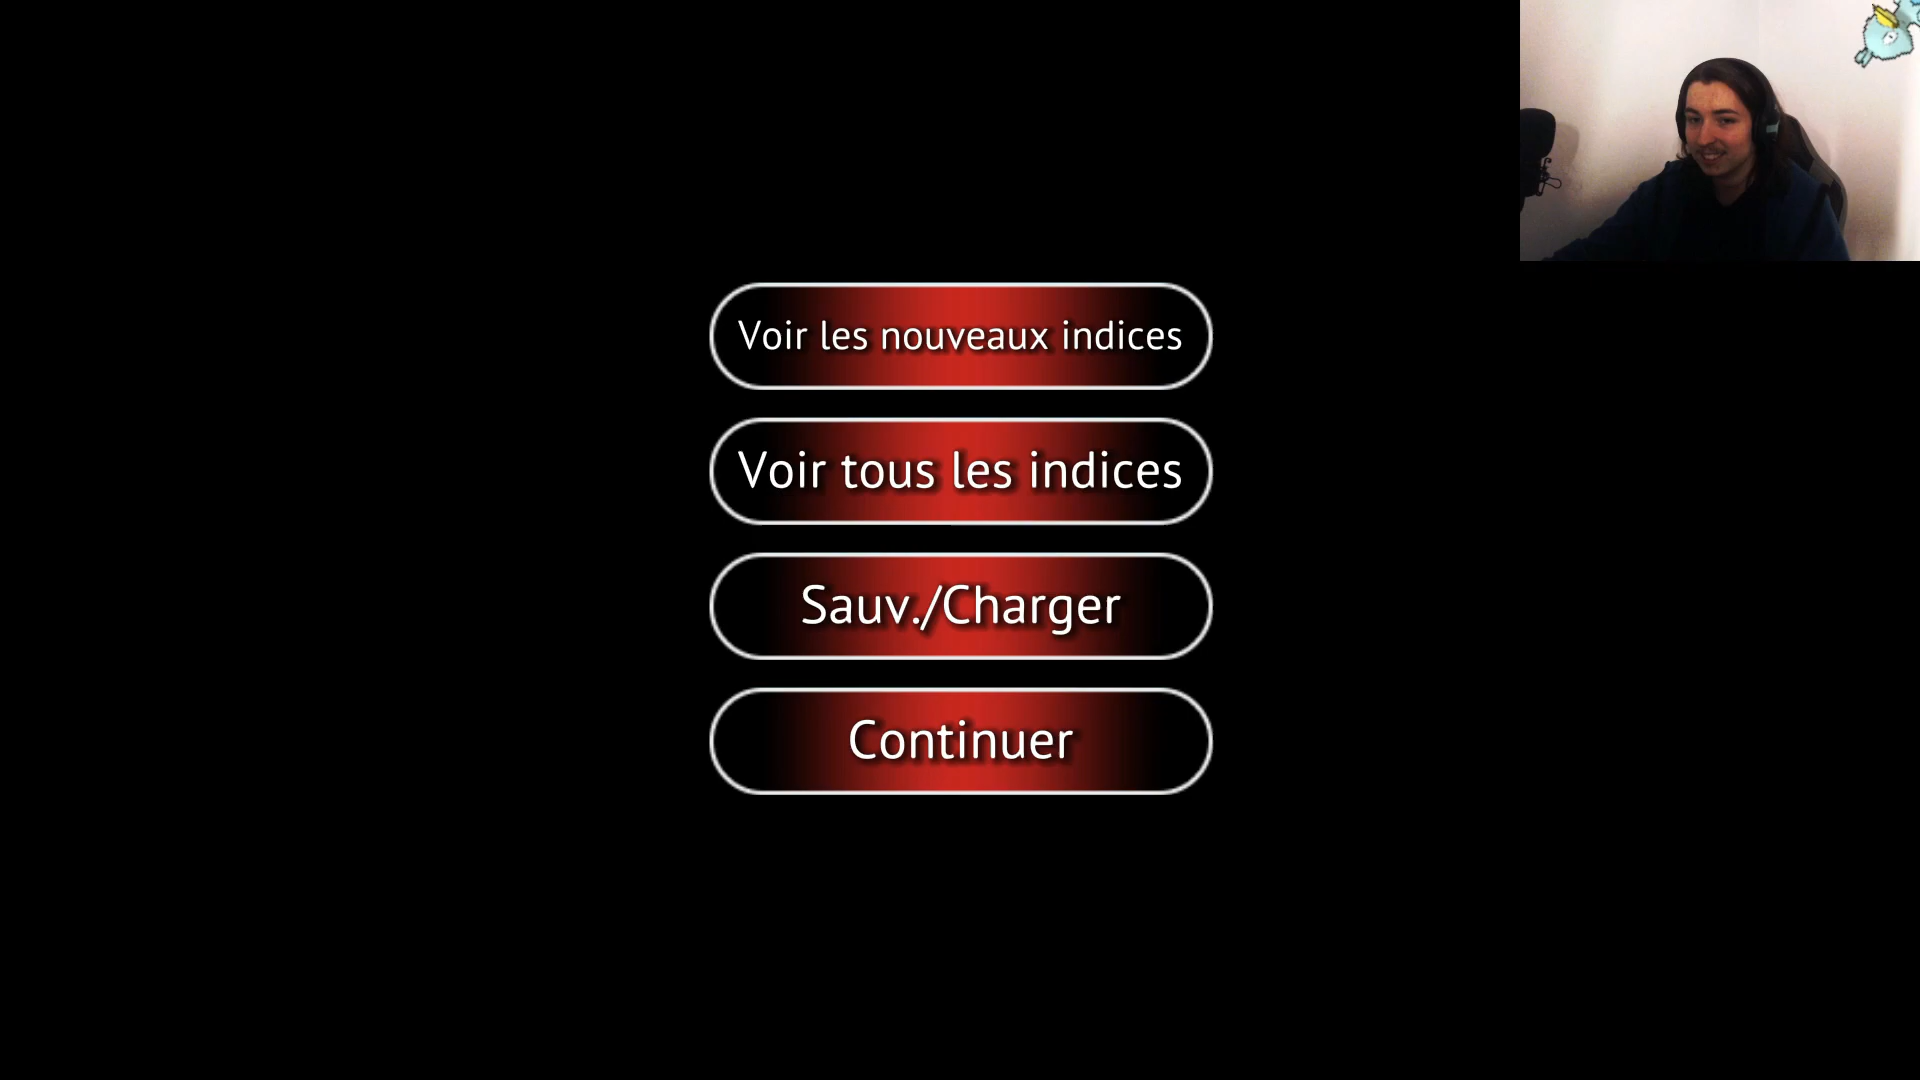 Voir les nouveaux indices
Voir tous les indices
Sauv./Charger
Continuer